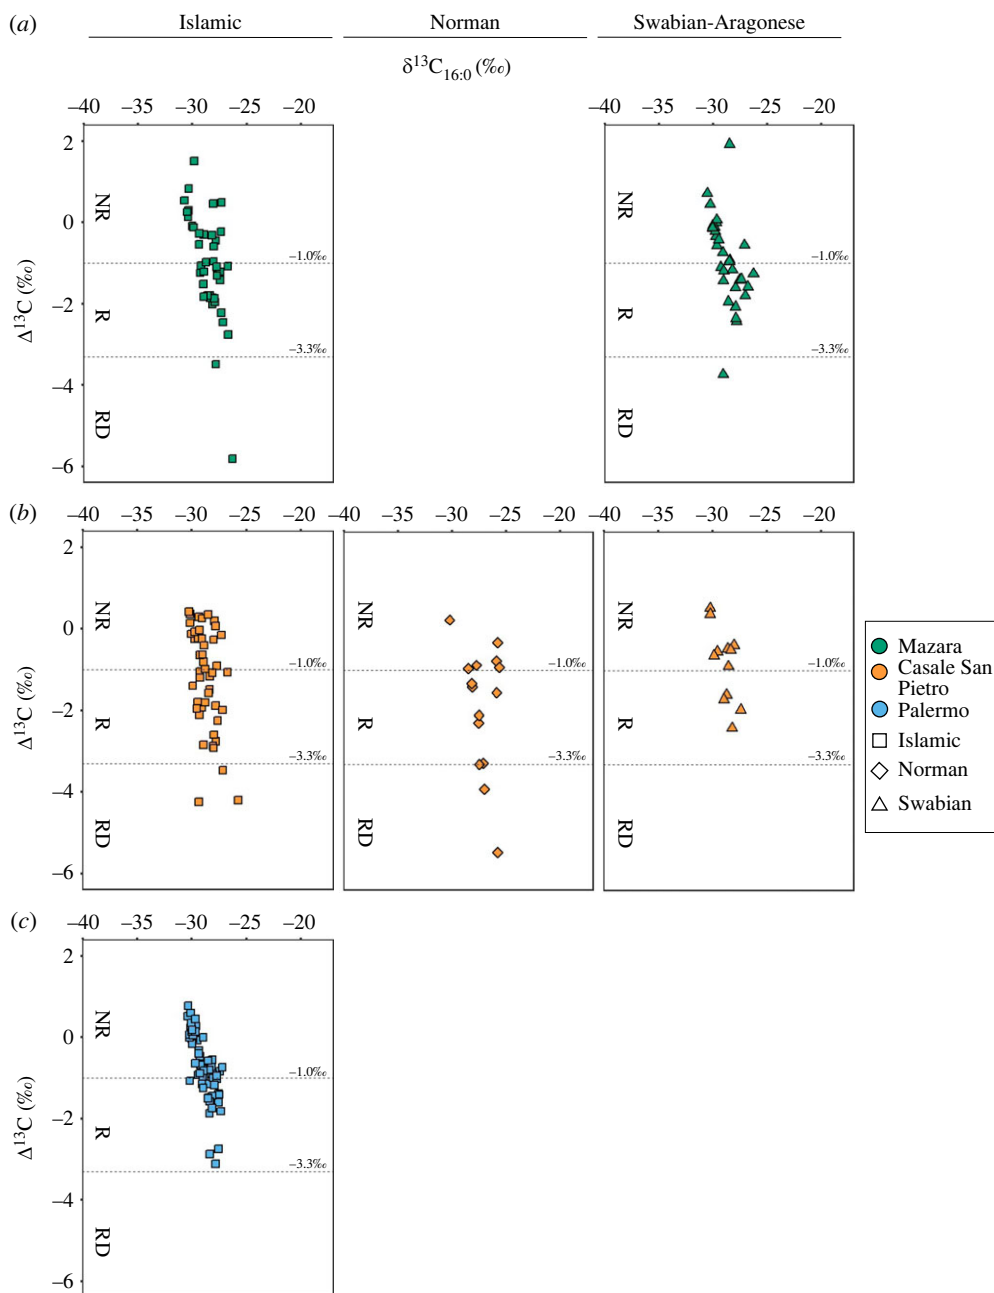 (a) Islamic Norman Swabian-Aragonese
δ13C16:0 (‰)
–40 –35 –30 –25 –20 –40 –35 –30 –25 –20
2
0
–2
–4
–6
Δ13C (‰)
NR
R
RD
–1.0‰
–3.3‰
NR
R
RD
–1.0‰
–3.3‰
(b) –40 –35 –30 –25 –20 –40 –35 –30 –25 –20 –40 –35 –30 –25 –20
2
0
–2
–4
–6
Δ13C (‰)
NR
R
RD
–1.0‰
–3.3‰
NR
R
RD
–1.0‰
–3.3‰
NR
R
RD
–1.0‰
–3.3‰
Mazara
Casale San
Pietro
Palermo
Islamic
Norman
Swabian
(c) –40 –35 –30 –25 –20
2
0
–2
–4
–6
Δ13C (‰)
NR
R
RD
–1.0‰
–3.3‰